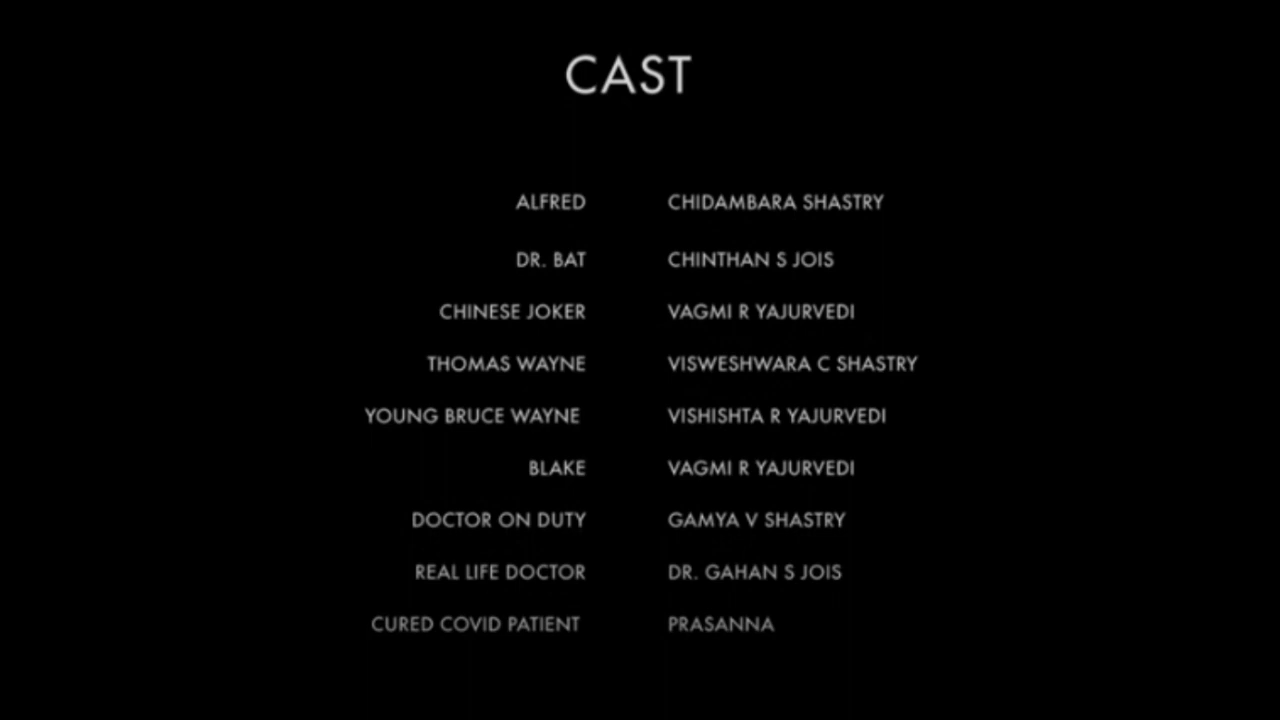 CAST
ALFRED CHIDAMBARA SHASTRY
DR. BAT CHINTHAN S JOIS
CHINESE JOKER VAGMI R YAJURVEDI
THOMAS WAYNE VISWESHWARA C SHASTRY
YOUNG BRUCE WAYNE VISHISHTA R YAJURVEDI
BLAKE VAGMI R YAJURVEDI
DOCTOR ON DUTY GAMYA V SHASTRY
REAL LIFE DOCTOR DR. GAHAN S JOIS
CURED COVID PATIENT PRASANNA